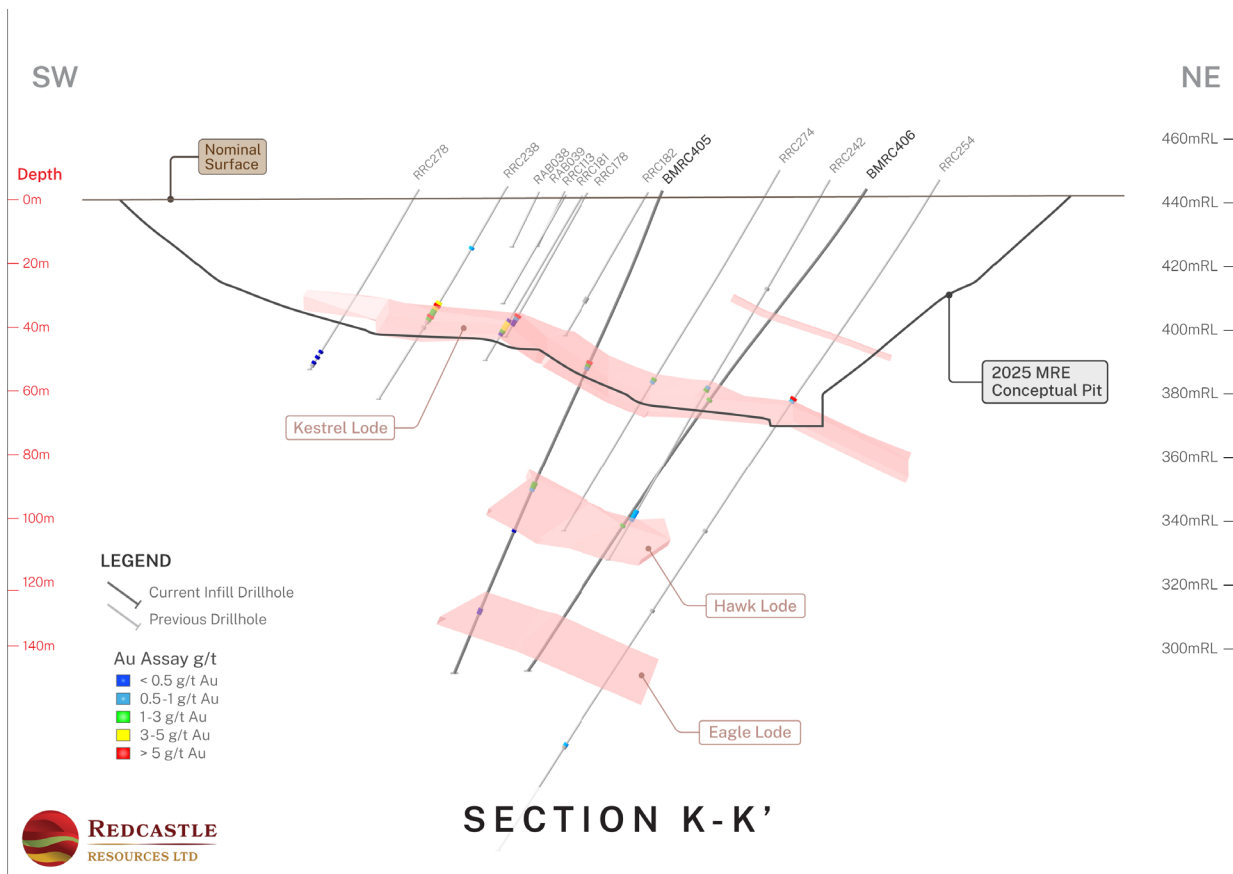 SW
NE
Nominal
Surface
Depth
0m
20m
40m
60m
80m
100m
120m
140m
RRC278
RRC238
RAB038
RAB039
RRC113
RRC181
RRC178
RRC182
BMRC405
RRC274
RRC242
BMRC406
RRC254
460mRL
440mRL
420mRL
400mRL
380mRL
360mRL
340mRL
320mRL
300mRL
2025 MRE
Conceptual Pit
Kestrel Lode
Hawk Lode
Eagle Lode
LEGEND
Current Infill Drillhole
Previous Drillhole
Au Assay g/t
< 0.5 g/t Au
0.5-1 g/t Au
1-3 g/t Au
3-5 g/t Au
> 5 g/t Au
REDCASTLE
RESOURCES LTD
SECTION K-K’